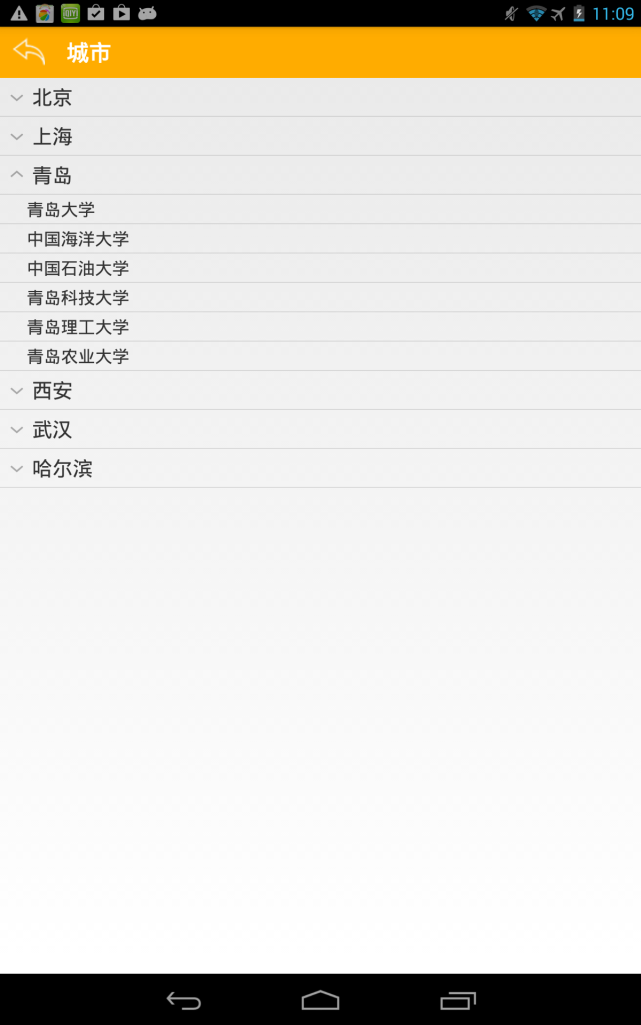 11:09
城市
北京
上海
青岛
青岛大学
中国海洋大学
中国石油大学
青岛科技大学
青岛理工大学
青岛农业大学
西安
武汉
哈尔滨